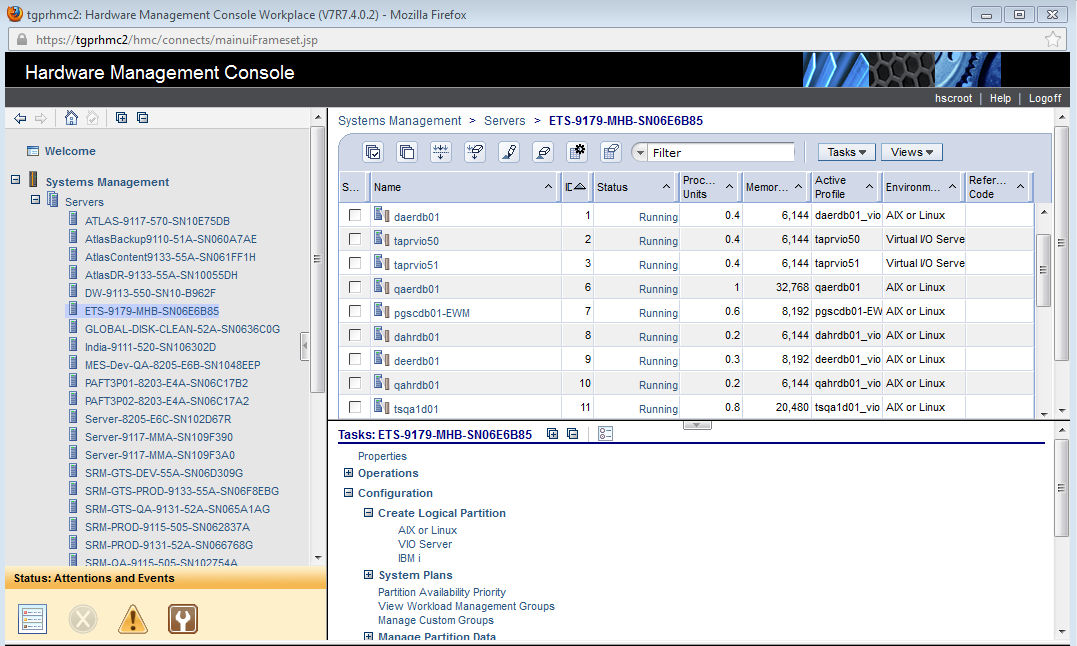 tgprhmc2: Hardware Management Console Workplace (V7R7.4.0.2) - Mozilla Firefox
https://tgprhmc2/hmc/connects/mainuiFrameset.jsp
Hardware Management Console
hscroot | Help | Logoff
Welcome
Systems Management
Servers
ATLAS-9117-570-SN10E75DB
AtlasBackup9110-51A-SN060A7AE
AtlasContent9133-55A-SN061FF1H
AtlasDR-9133-55A-SN10055DH
DW-9113-550-SN10-B962F
ETS-9179-MHB-SN06E6B85
GLOBAL-DISK-CLEAN-52A-SN0636C0G
India-9111-520-SN106302D
MES-Dev-QA-8205-E6B-SN1048EEP
PAFT3P01-8203-E4A-SN06C17B2
PAFT3P02-8203-E4A-SN06C17A2
Server-8205-E6C-SN102D67R
Server-9117-MMA-SN109F390
Server-9117-MMA-SN109F3A0
SRM-GTS-DEV-55A-SN06D309G
SRM-GTS-PROD-9133-55A-SN06F8EBG
SRM-GTS-QA-9131-52A-SN065A1AG
SRM-PROD-9115-505-SN062837A
SRM-PROD-9131-52A-SN066768G
SRM-QA-9115-505-SN102754A
Status: Attentions and Events
Systems Management > Servers > ETS-9179-MHB-SN06E6B85
Filter
Tasks
Views
S... Name ID Status Proc... Units Memor... Active Profile Environm... Refer... Code
daerdb01 1 Running 0.4 6,144 daerdb01_vio AIX or Linux
taprvio50 2 Running 0.4 6,144 taprvio50 Virtual I/O Serve
taprvio51 3 Running 0.4 6,144 taprvio51 Virtual I/O Serve
qaerdb01 6 Running 1 32,768 qaerdb01 AIX or Linux
pgscdb01-EWM 7 Running 0.6 8,192 pgscdb01-EW AIX or Linux
dahrdb01 8 Running 0.2 6,144 dahrdb01_vio AIX or Linux
deerdb01 9 Running 0.3 8,192 deerdb01_vio AIX or Linux
qahrdb01 10 Running 0.2 6,144 qahrdb01_vio AIX or Linux
tsqa1d01 11 Running 0.8 20,480 tsqa1d01_vio AIX or Linux
Tasks: ETS-9179-MHB-SN06E6B85
Properties
Operations
Configuration
Create Logical Partition
AIX or Linux
VIO Server
IBM i
System Plans
Partition Availability Priority
View Workload Management Groups
Manage Custom Groups
Manage Partition Data